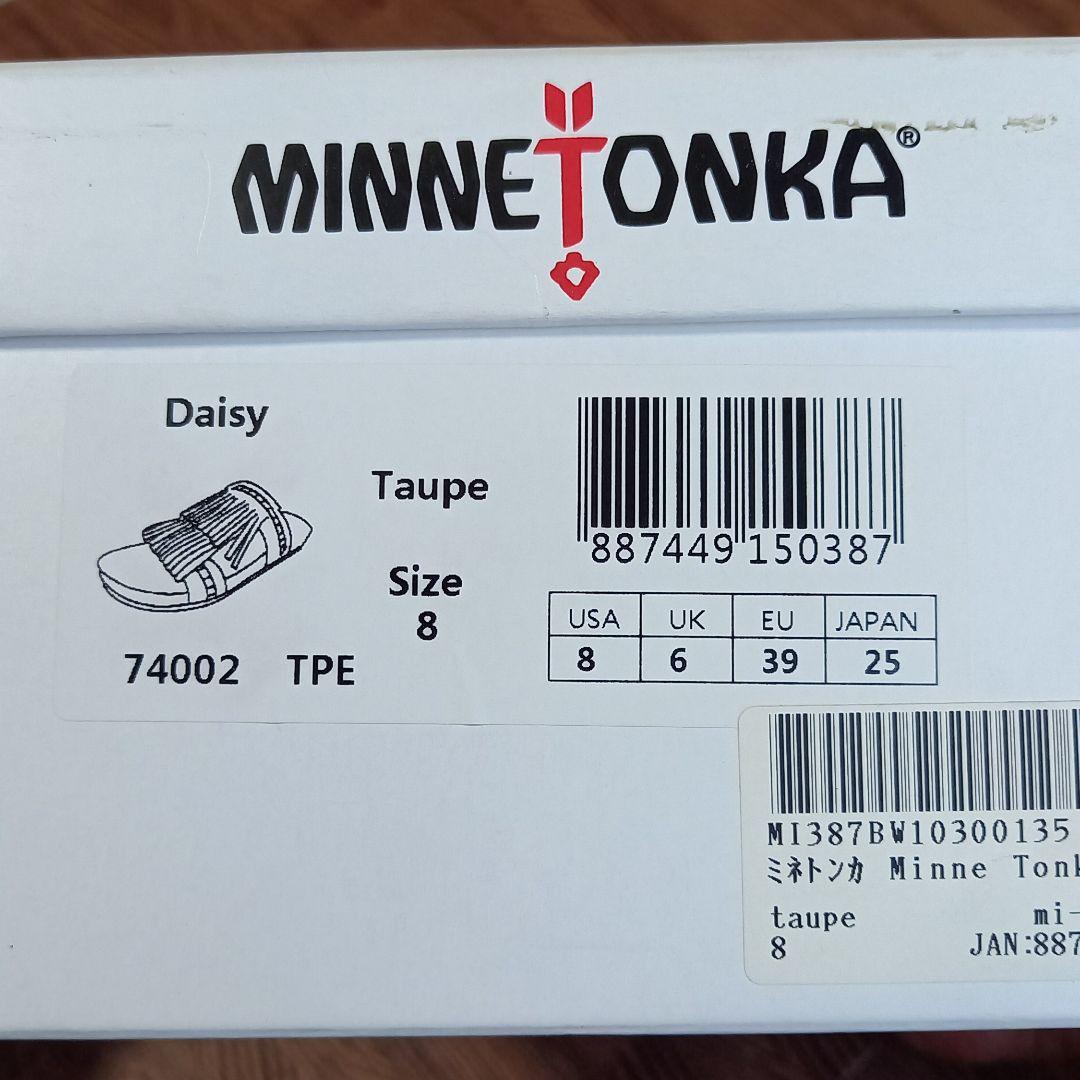 MINNETONKA®
Daisy
Taupe
Size
8
74002 TPE
887449 150387
USA UK EU JAPAN
8 6 39 25
MI387BW10300135
ミネトンカ Minne Tonk
taupe mi-
8 JAN:887